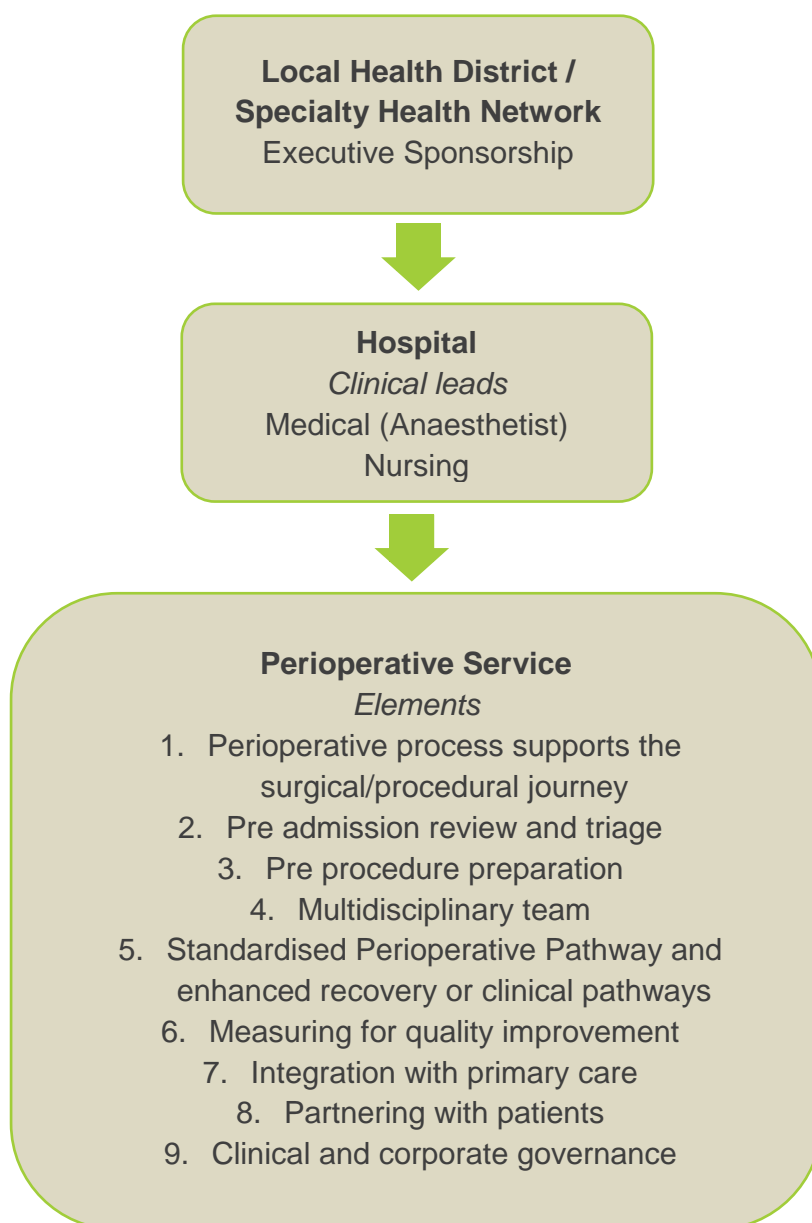 Local Health District /
Specialty Health Network
Executive Sponsorship
Hospital
Clinical leads
Medical (Anaesthetist)
Nursing
Perioperative Service
Elements
1. Perioperative process supports the
surgical/procedural journey
2. Pre admission review and triage
3. Pre procedure preparation
4. Multidisciplinary team
5. Standardised Perioperative Pathway and
enhanced recovery or clinical pathways
6. Measuring for quality improvement
7. Integration with primary care
8. Partnering with patients
9. Clinical and corporate governance